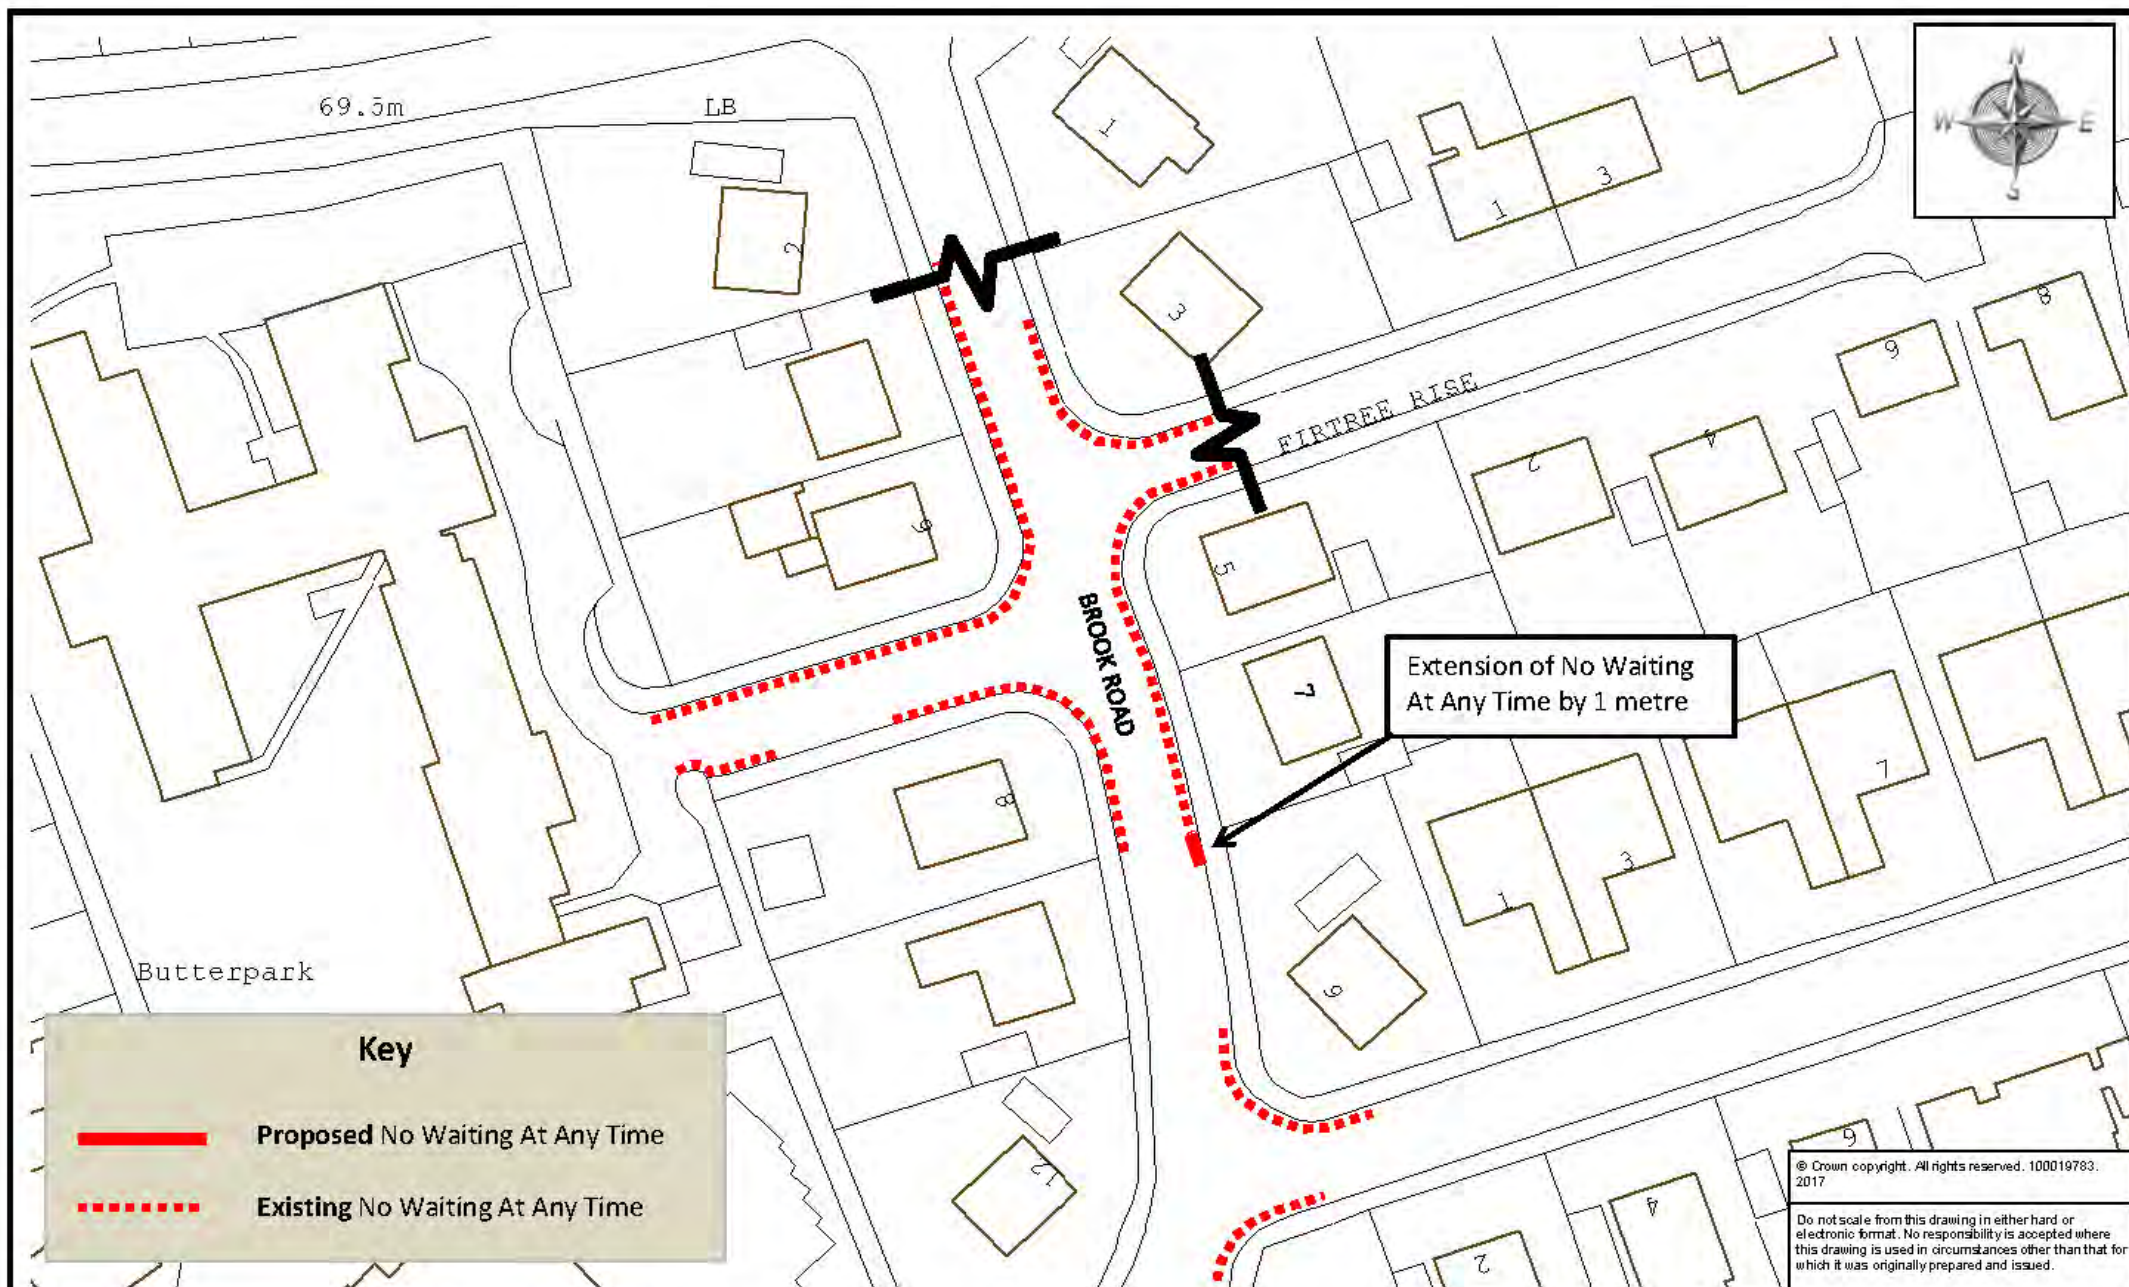 N
W E
S
69.5m
LB
1
3
1
2
3
8
6
FIRTREE RISE
4
2
6
5
BROOK ROAD
7
Extension of No Waiting
At Any Time by 1 metre
8
7
3
1
9
Butterpark
Key
Proposed No Waiting At Any Time
Existing No Waiting At Any Time
12
6
4
2
© Crown copyright. All rights reserved. 100019783.
2017
Do not scale from this drawing in either hard or
electronic format. No responsibility is accepted where
this drawing is used in circumstances other than that for
which it was originally prepared and issued.